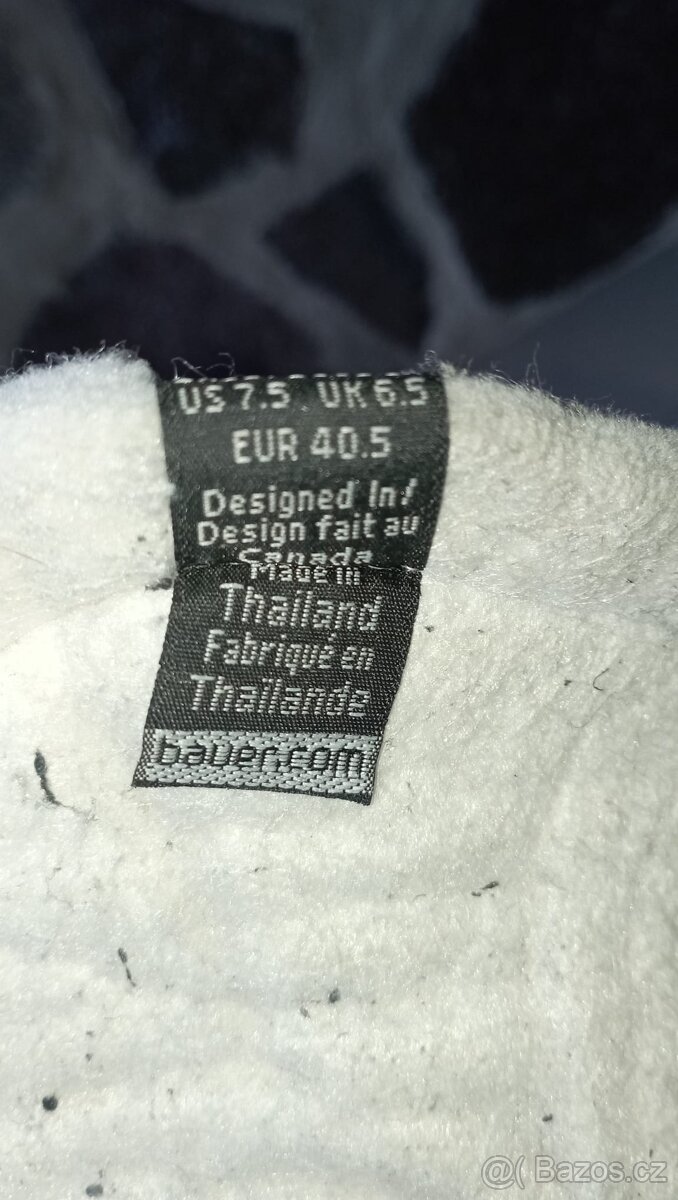 US 7.5 UK 6.5
EUR 40.5
Designed In/
Design fait au
Canada
Made in
Thailand
Fabriqué en
Thaïlande
bauer.com
@( Bazos.cz